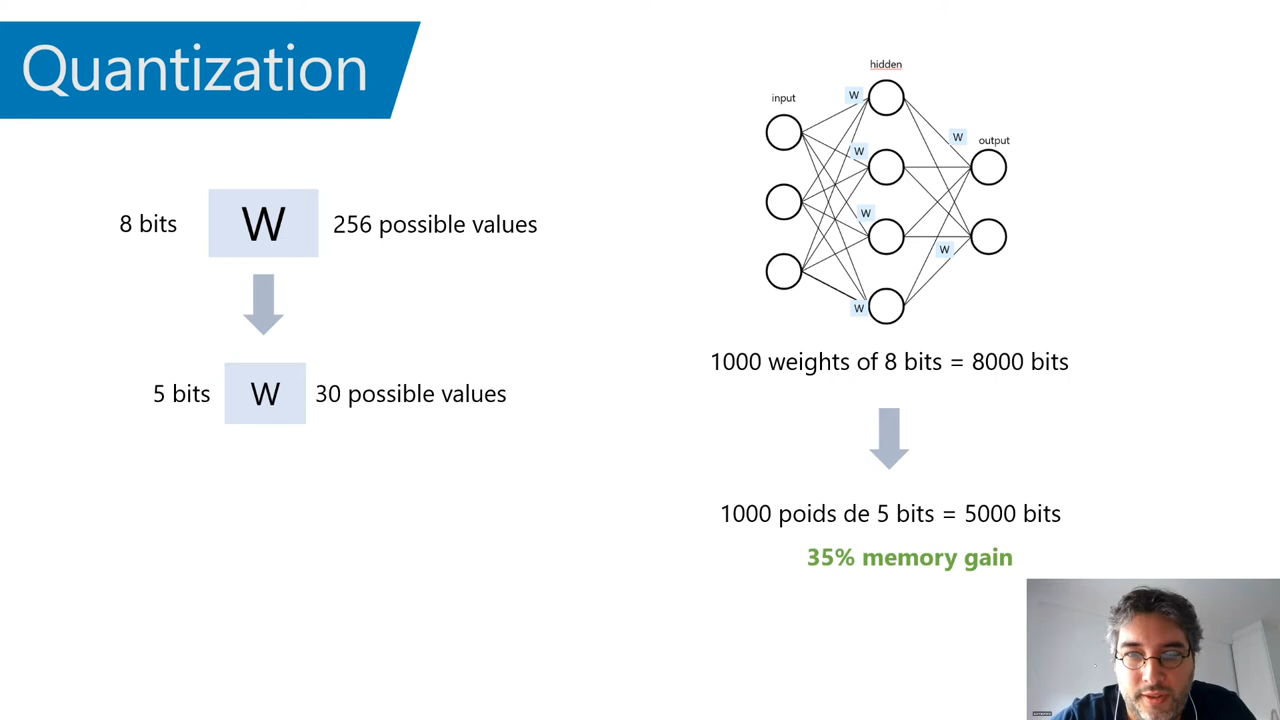 Quantization
8 bits
W
256 possible values
5 bits
W
30 possible values
input
hidden
output
W
W
W
W
W
W
1000 weights of 8 bits = 8000 bits
1000 poids de 5 bits = 5000 bits
35% memory gain